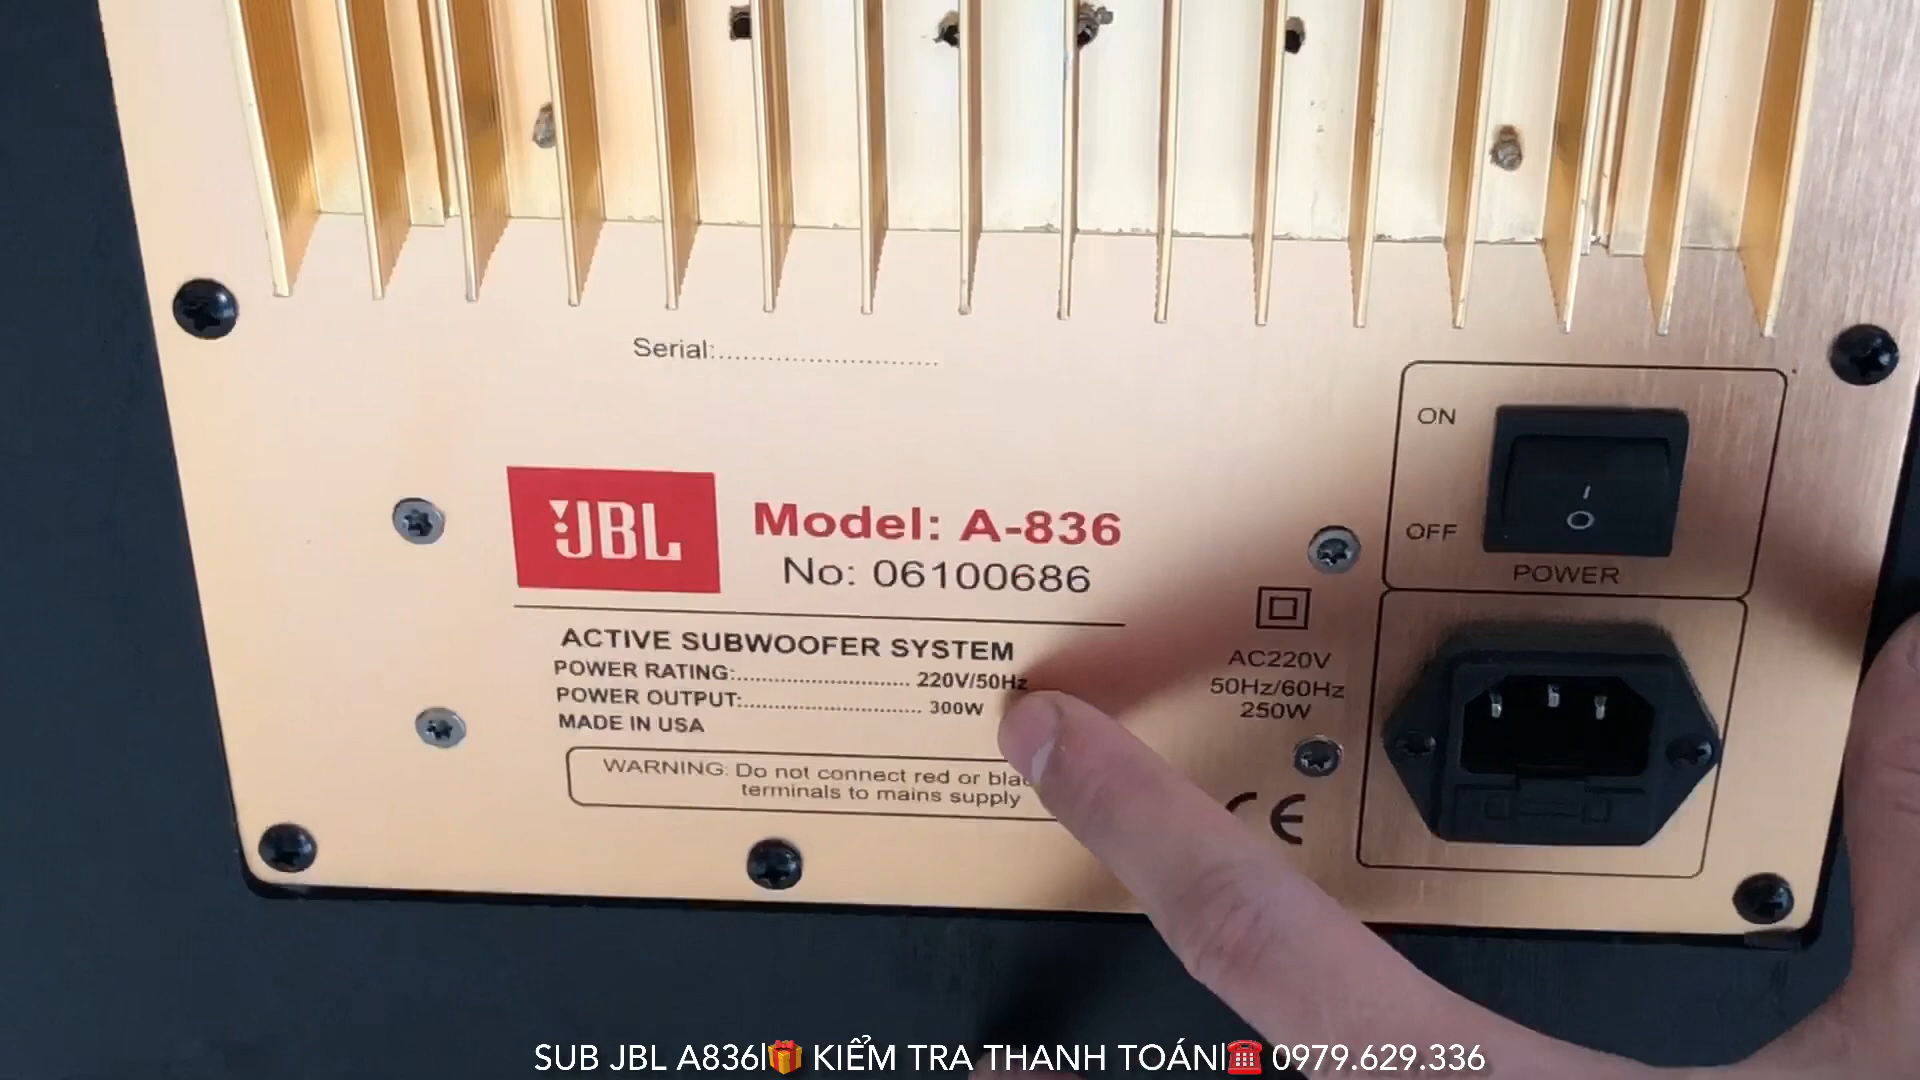 Serial:...........................
ON
OFF
POWER
JBL
Model: A-836
No: 06100686
ACTIVE SUBWOOFER SYSTEM
POWER RATING:................................ 220V/50Hz
POWER OUTPUT:................................. 300W
MADE IN USA
WARNING: Do not connect red or
terminals to mains supply
AC220V
50Hz/60Hz
250W
CE
SUB JBL A836|🎁 KIỂM TRA THANH TOÁN|☎️ 0979.629.336